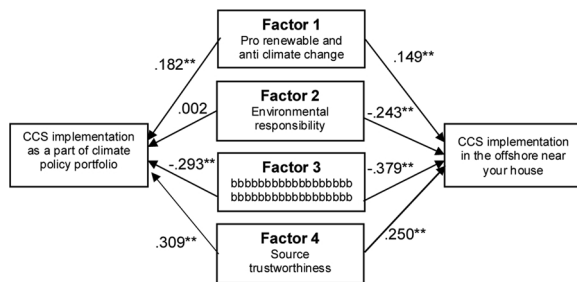 Factor 1
Pro renewable and
anti climate change
.182**
.149**
Factor 2
Environmental
responsibility
.002
-.243**
CCS implementation
as a part of climate
policy portfolio
CCS implementation
in the offshore near
your house
Factor 3
bbbbbbbbbbbbbbbbbb
bbbbbbbbbbbbbbbbbb
-.293**
-.379**
Factor 4
Source
trustworthiness
.309**
.250**